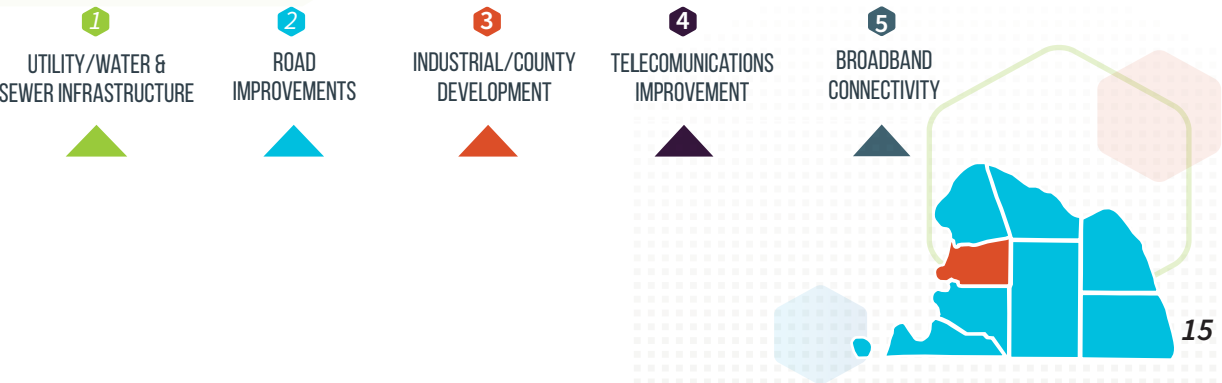 1
UTILITY/WATER &
SEWER INFRASTRUCTURE
2
ROAD
IMPROVEMENTS
3
INDUSTRIAL/COUNTY
DEVELOPMENT
4
TELECOMUNICATIONS
IMPROVEMENT
5
BROADBAND
CONNECTIVITY
15